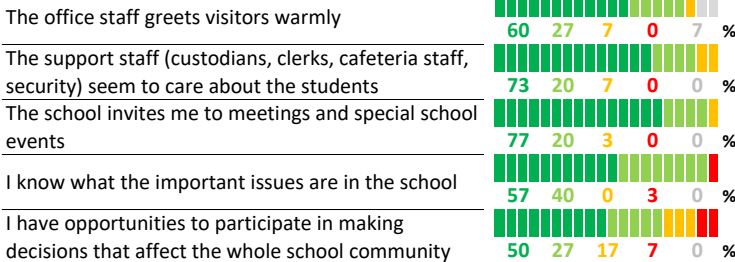 The office staff greets visitors warmly
60 27 7 0 7 %
The support staff (custodians, clerks, cafeteria staff,
security) seem to care about the students
73 20 7 0 0 %
The school invites me to meetings and special school
events
77 20 3 0 0 %
I know what the important issues are in the school
57 40 0 3 0 %
I have opportunities to participate in making
decisions that affect the whole school community
50 27 17 7 0 %